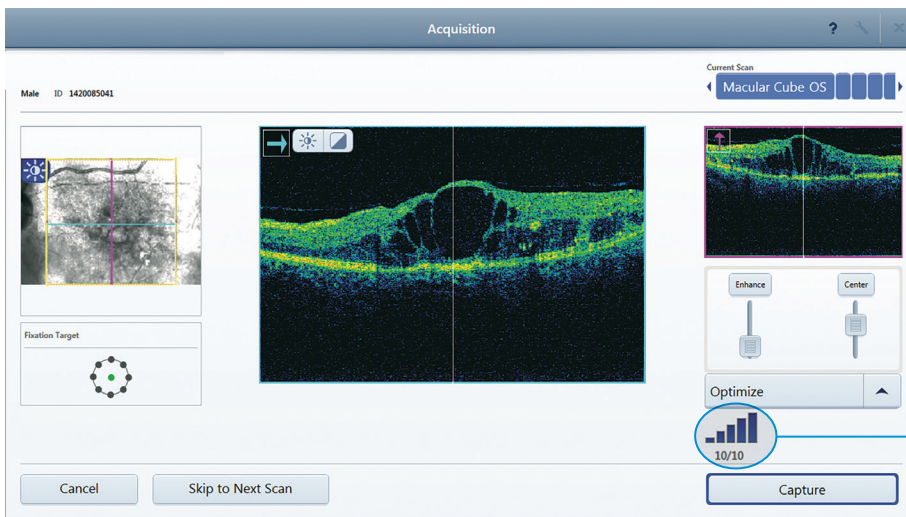 Acquisition
?
Current Scan
Macular Cube OS
Male ID 1420085041
Enhance
Center
Fixation Target
Optimize
10/10
Cancel
Skip to Next Scan
Capture